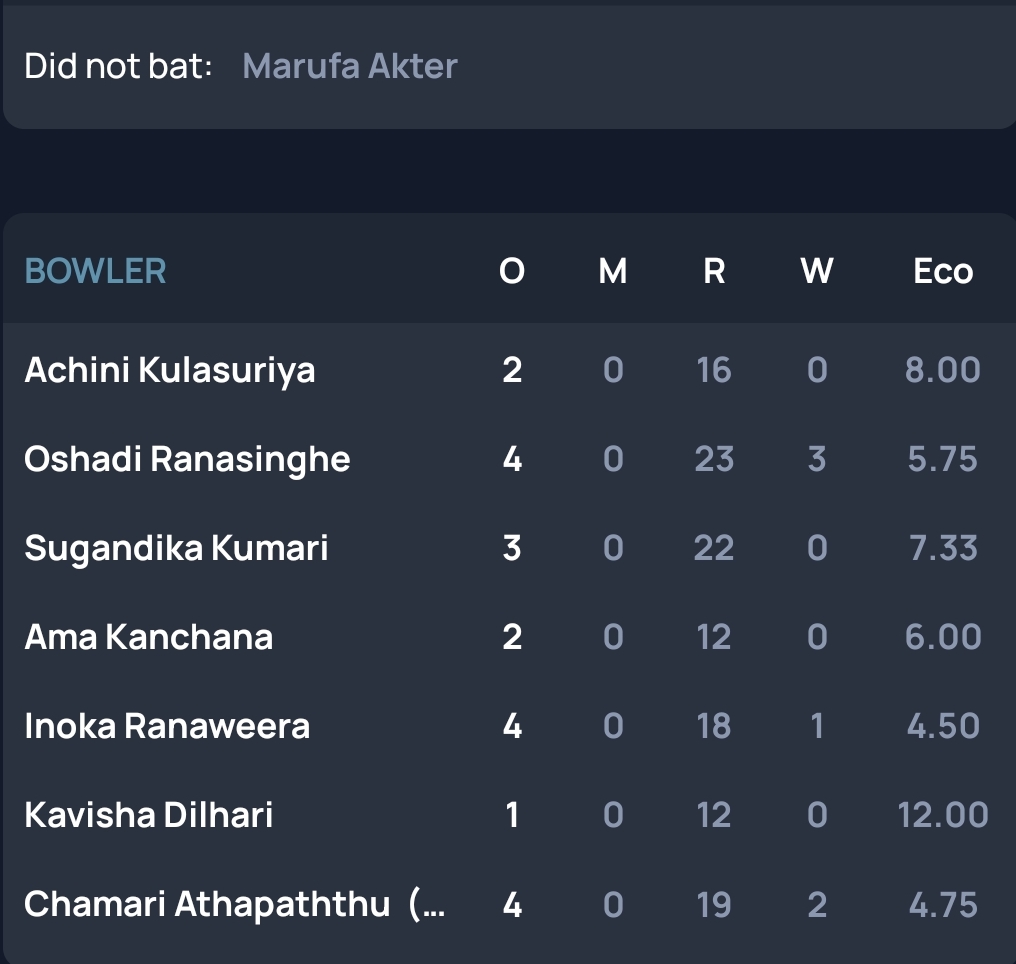 Did not bat: Marufa Akter
BOWLER O M R W Eco
Achini Kulasuriya 2 0 16 0 8.00
Oshadi Ranasinghe 4 0 23 3 5.75
Sugandika Kumari 3 0 22 0 7.33
Ama Kanchana 2 0 12 0 6.00
Inoka Ranaweera 4 0 18 1 4.50
Kavisha Dilhari 1 0 12 0 12.00
Chamari Athapaththu (... 4 0 19 2 4.75